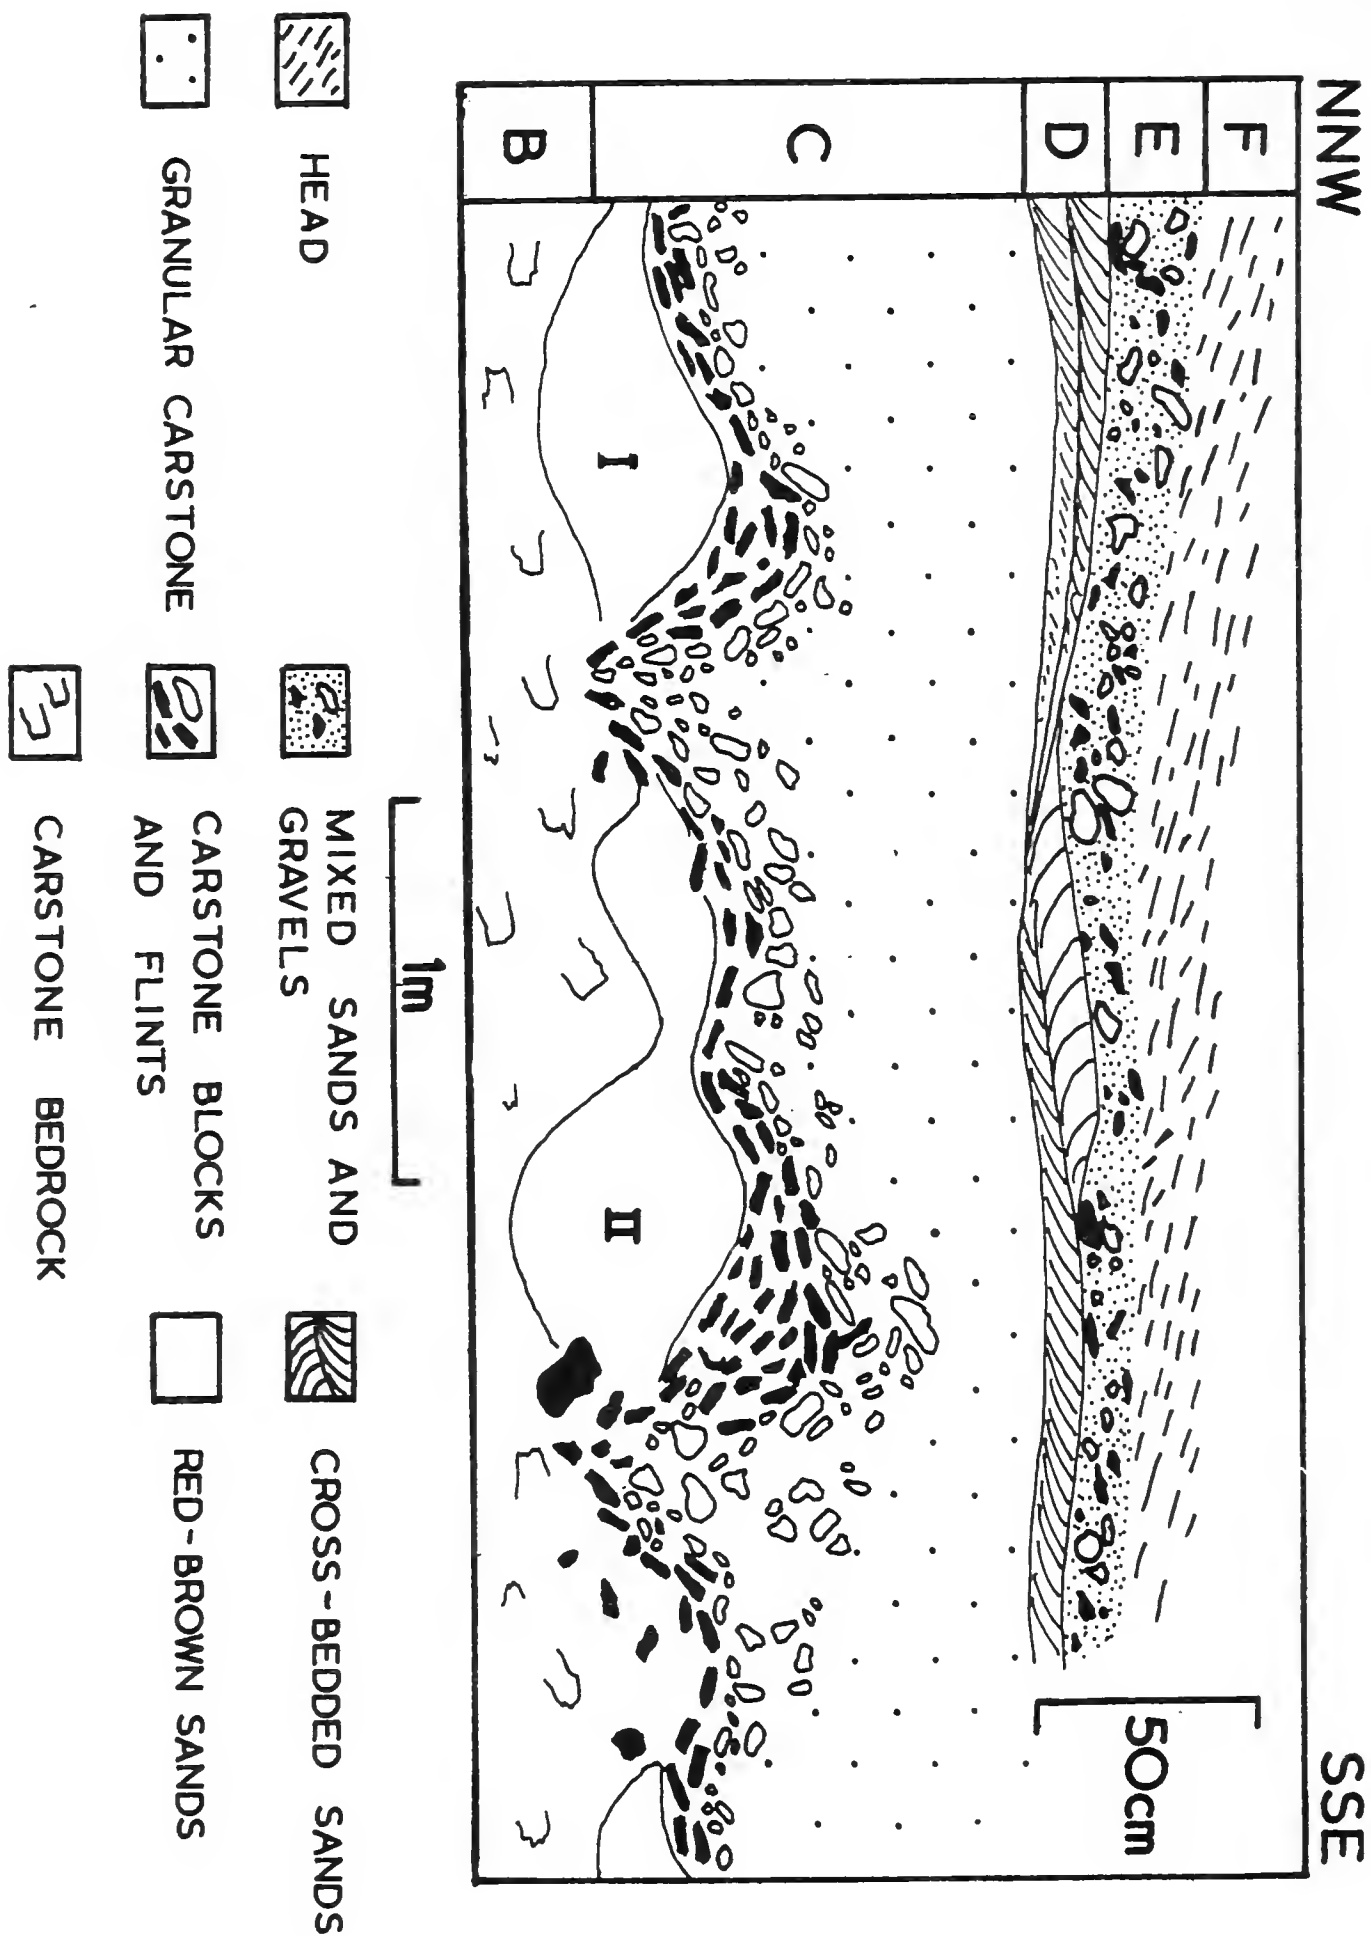 NNW
SSE
F
E
D
C
B
I
II
50cm
1m
HEAD
MIXED SANDS AND
GRAVELS
CROSS-BEDDED SANDS
GRANULAR CARSTONE
CARSTONE BLOCKS
AND FLINTS
RED-BROWN SANDS
CARSTONE BEDROCK